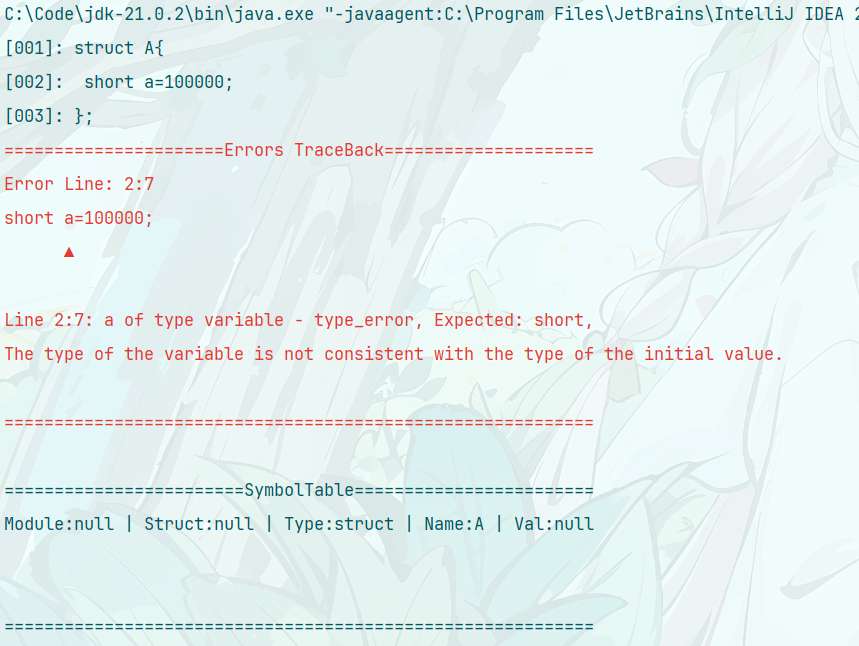 C:\Code\jdk-21.0.2\bin\java.exe "-javaagent:C:\Program Files\JetBrains\IntelliJ IDEA 2
[001]: struct A{
[002]:  short a=100000;
[003]: };
======================Errors TraceBack=====================
Error Line: 2:7
short a=100000;
▲
Line 2:7: a of type variable - type_error, Expected: short,
The type of the variable is not consistent with the type of the initial value.
===========================================================
========================SymbolTable========================
Module:null | Struct:null | Type:struct | Name:A | Val:null
===========================================================